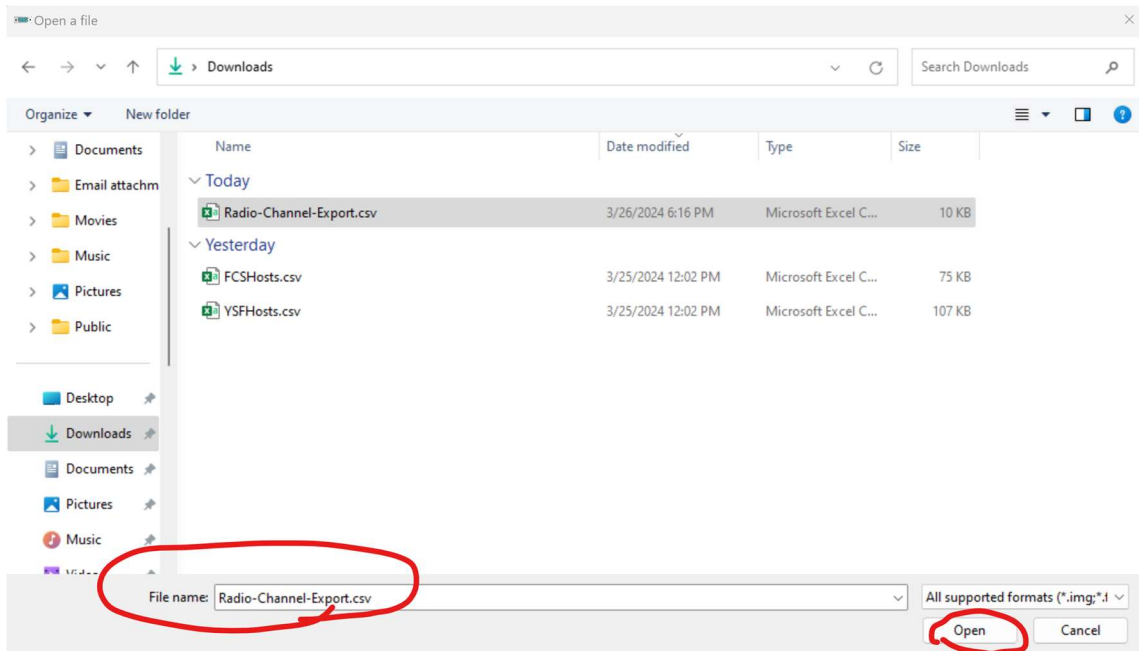 Open a file
Downloads
Search Downloads
Organize
New folder
Name Date modified Type Size
Documents
Email attachm
Movies
Music
Pictures
Public
Desktop
Downloads
Documents
Pictures
Music
Today
Radio-Channel-Export.csv 3/26/2024 6:16 PM Microsoft Excel C... 10 KB
Yesterday
FCSHosts.csv 3/25/2024 12:02 PM Microsoft Excel C... 75 KB
YSFHosts.csv 3/25/2024 12:02 PM Microsoft Excel C... 107 KB
File name: Radio-Channel-Export.csv
All supported formats (*.img;*.f
Open Cancel